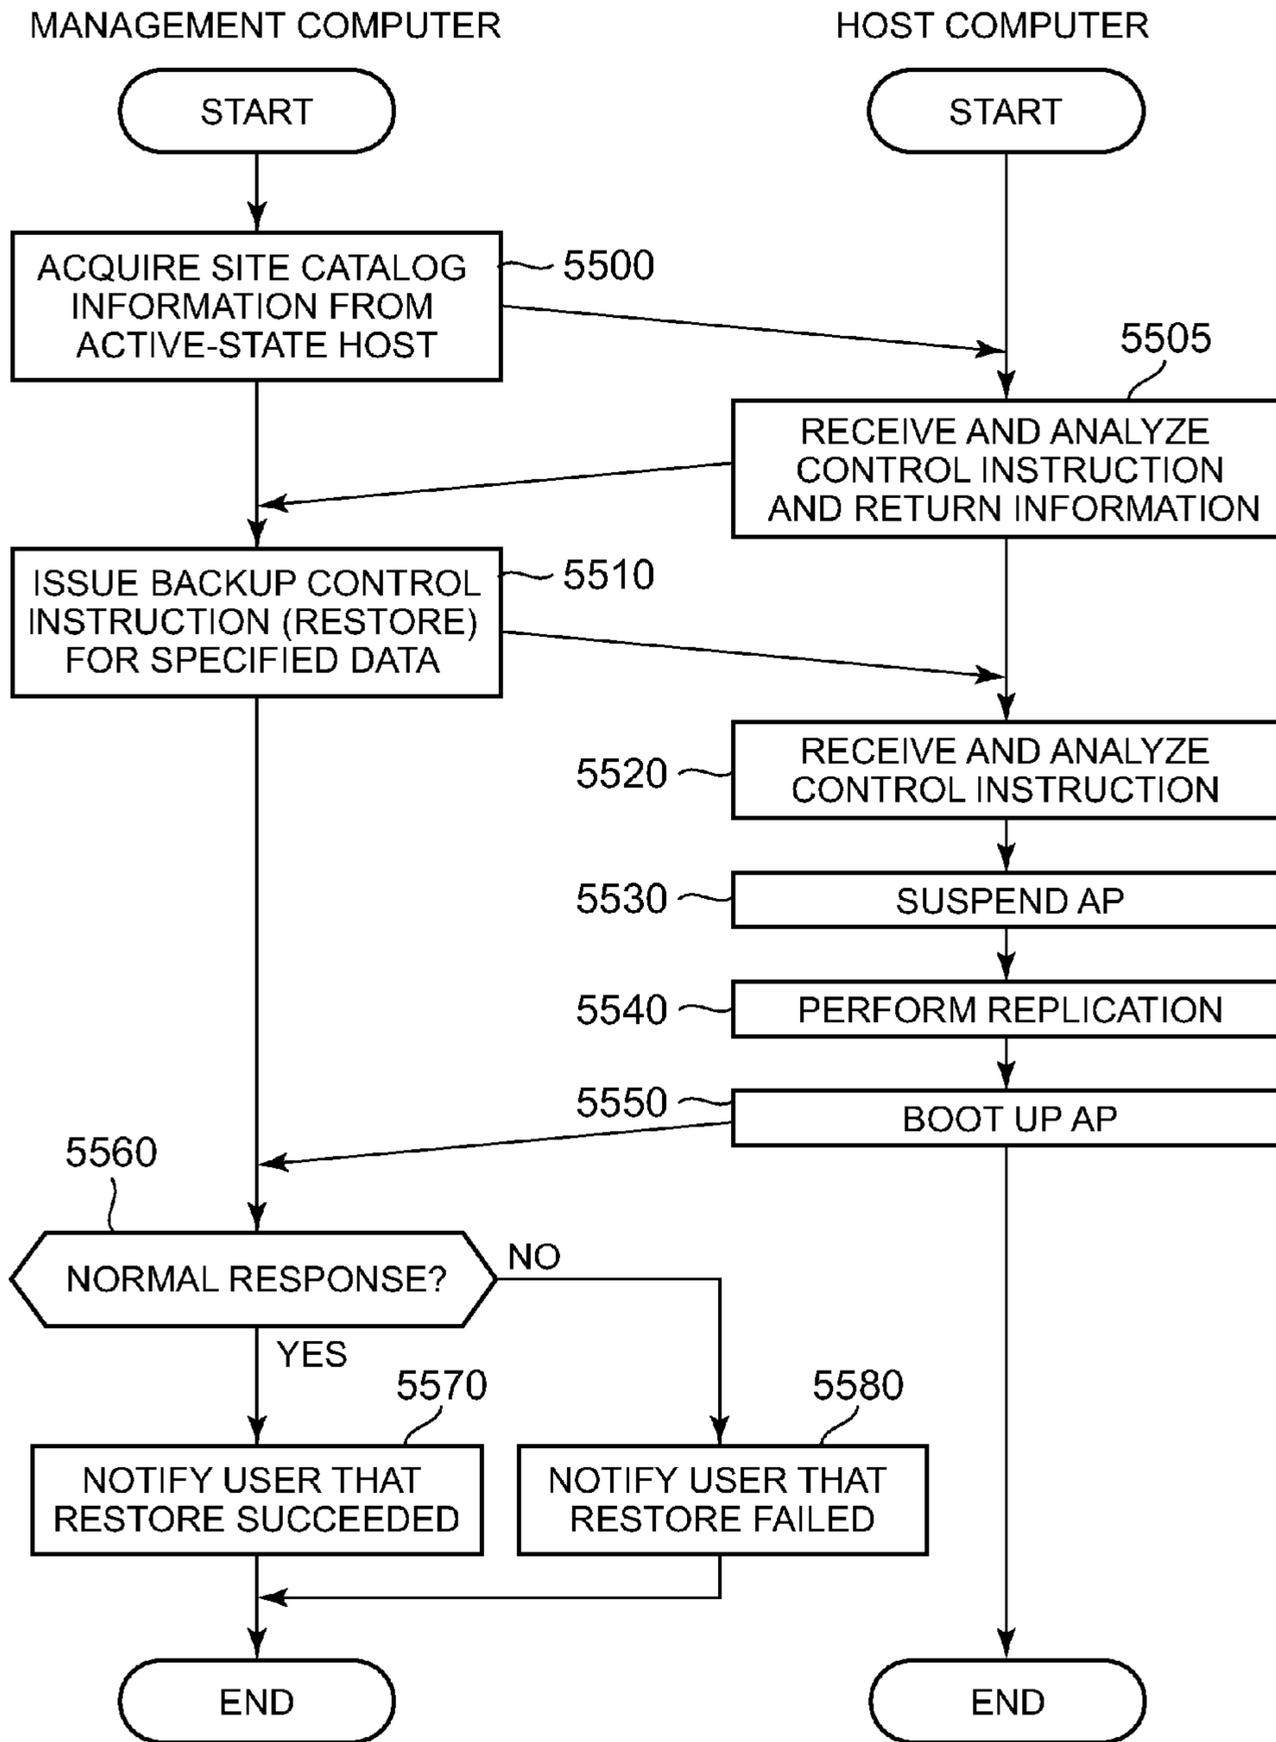 MANAGEMENT COMPUTER
HOST COMPUTER
START
START
ACQUIRE SITE CATALOG
INFORMATION FROM
ACTIVE-STATE HOST
5500
5505
RECEIVE AND ANALYZE
CONTROL INSTRUCTION
AND RETURN INFORMATION
ISSUE BACKUP CONTROL
INSTRUCTION (RESTORE)
FOR SPECIFIED DATA
5510
5520
RECEIVE AND ANALYZE
CONTROL INSTRUCTION
5530
SUSPEND AP
5540
PERFORM REPLICATION
5550
BOOT UP AP
5560
NORMAL RESPONSE?
NO
YES
5570
5580
NOTIFY USER THAT
RESTORE SUCCEEDED
NOTIFY USER THAT
RESTORE FAILED
END
END